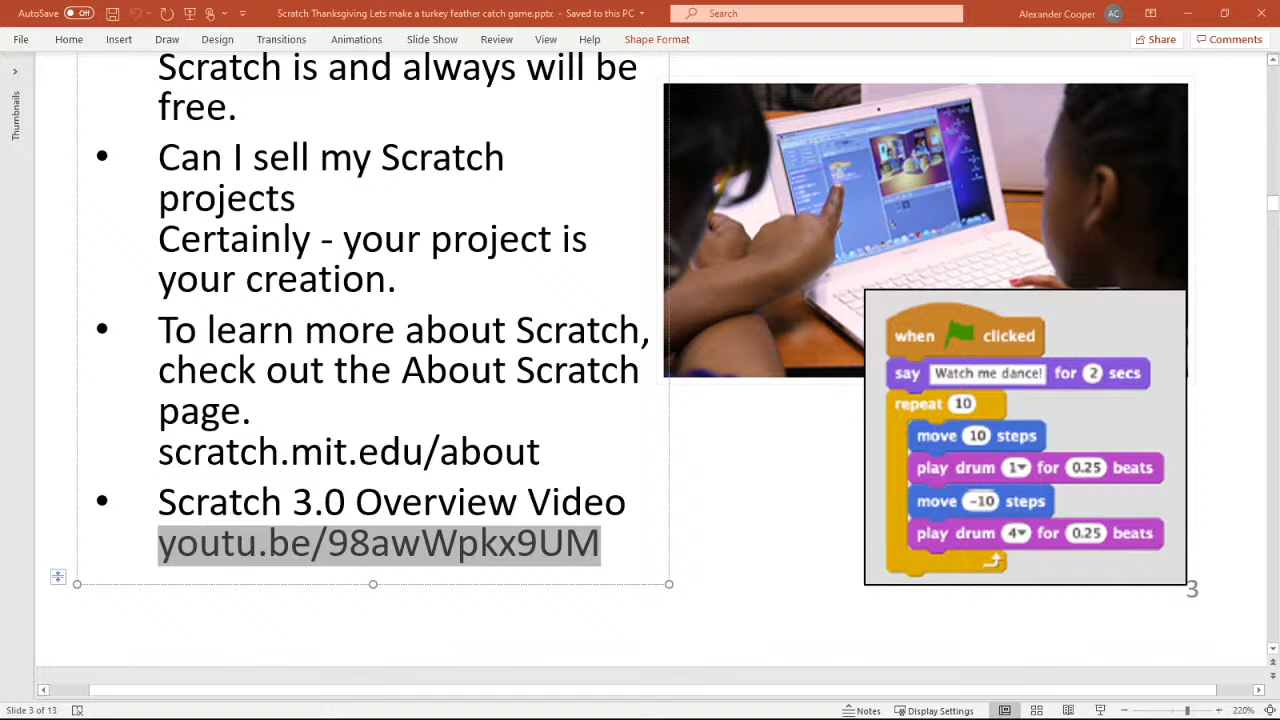 AutoSave Off
Scratch Thanksgiving Lets make a turkey feather catch game.pptx - Saved to this PC
Search
Alexander Cooper AC
File Home Insert Draw Design Transitions Animations Slide Show Review View Help Shape Format
Share Comments
Thumbnails
Scratch is and always will be
free.
• Can I sell my Scratch
projects
Certainly - your project is
your creation.
• To learn more about Scratch,
check out the About Scratch
page.
scratch.mit.edu/about
• Scratch 3.0 Overview Video
youtu.be/98awWpkx9UM
when clicked
say Watch me dance! for 2 secs
repeat 10
move 10 steps
play drum 1 for 0.25 beats
move -10 steps
play drum 4 for 0.25 beats
3
Slide 3 of 13
Notes Display Settings 220%